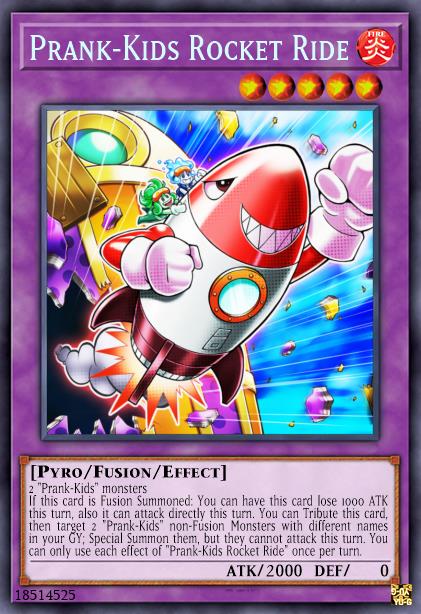 PRANK-KIDS ROCKET RIDE
FIRE
炎
[PYRO/FUSION/EFFECT]
2 "Prank-Kids" monsters
If this card is Fusion Summoned: You can have this card lose 1000 ATK
this turn, also it can attack directly this turn. You can Tribute this card,
then target 2 "Prank-Kids" non-Fusion Monsters with different names
in your GY; Special Summon them, but they cannot attack this turn. You
can only use each effect of "Prank-Kids Rocket Ride" once per turn.
ATK/2000 DEF/ 0
18514525